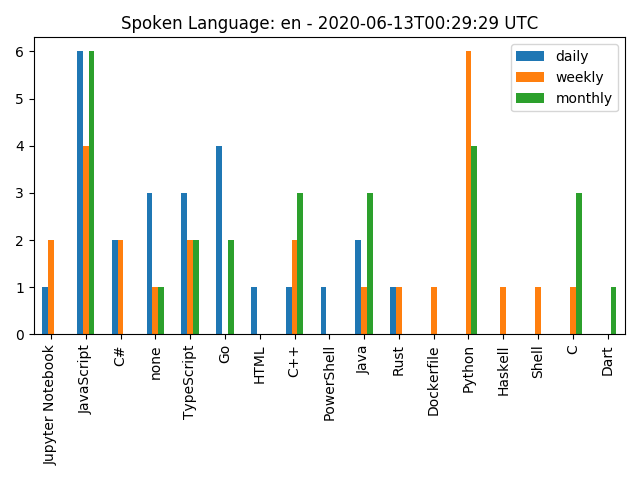 Spoken Language: en - 2020-06-13T00:29:29 UTC
daily
weekly
monthly
6
5
4
3
2
1
0
Jupyter Notebook
JavaScript
C#
none
TypeScript
Go
HTML
C++
PowerShell
Java
Rust
Dockerfile
Python
Haskell
Shell
C
Dart